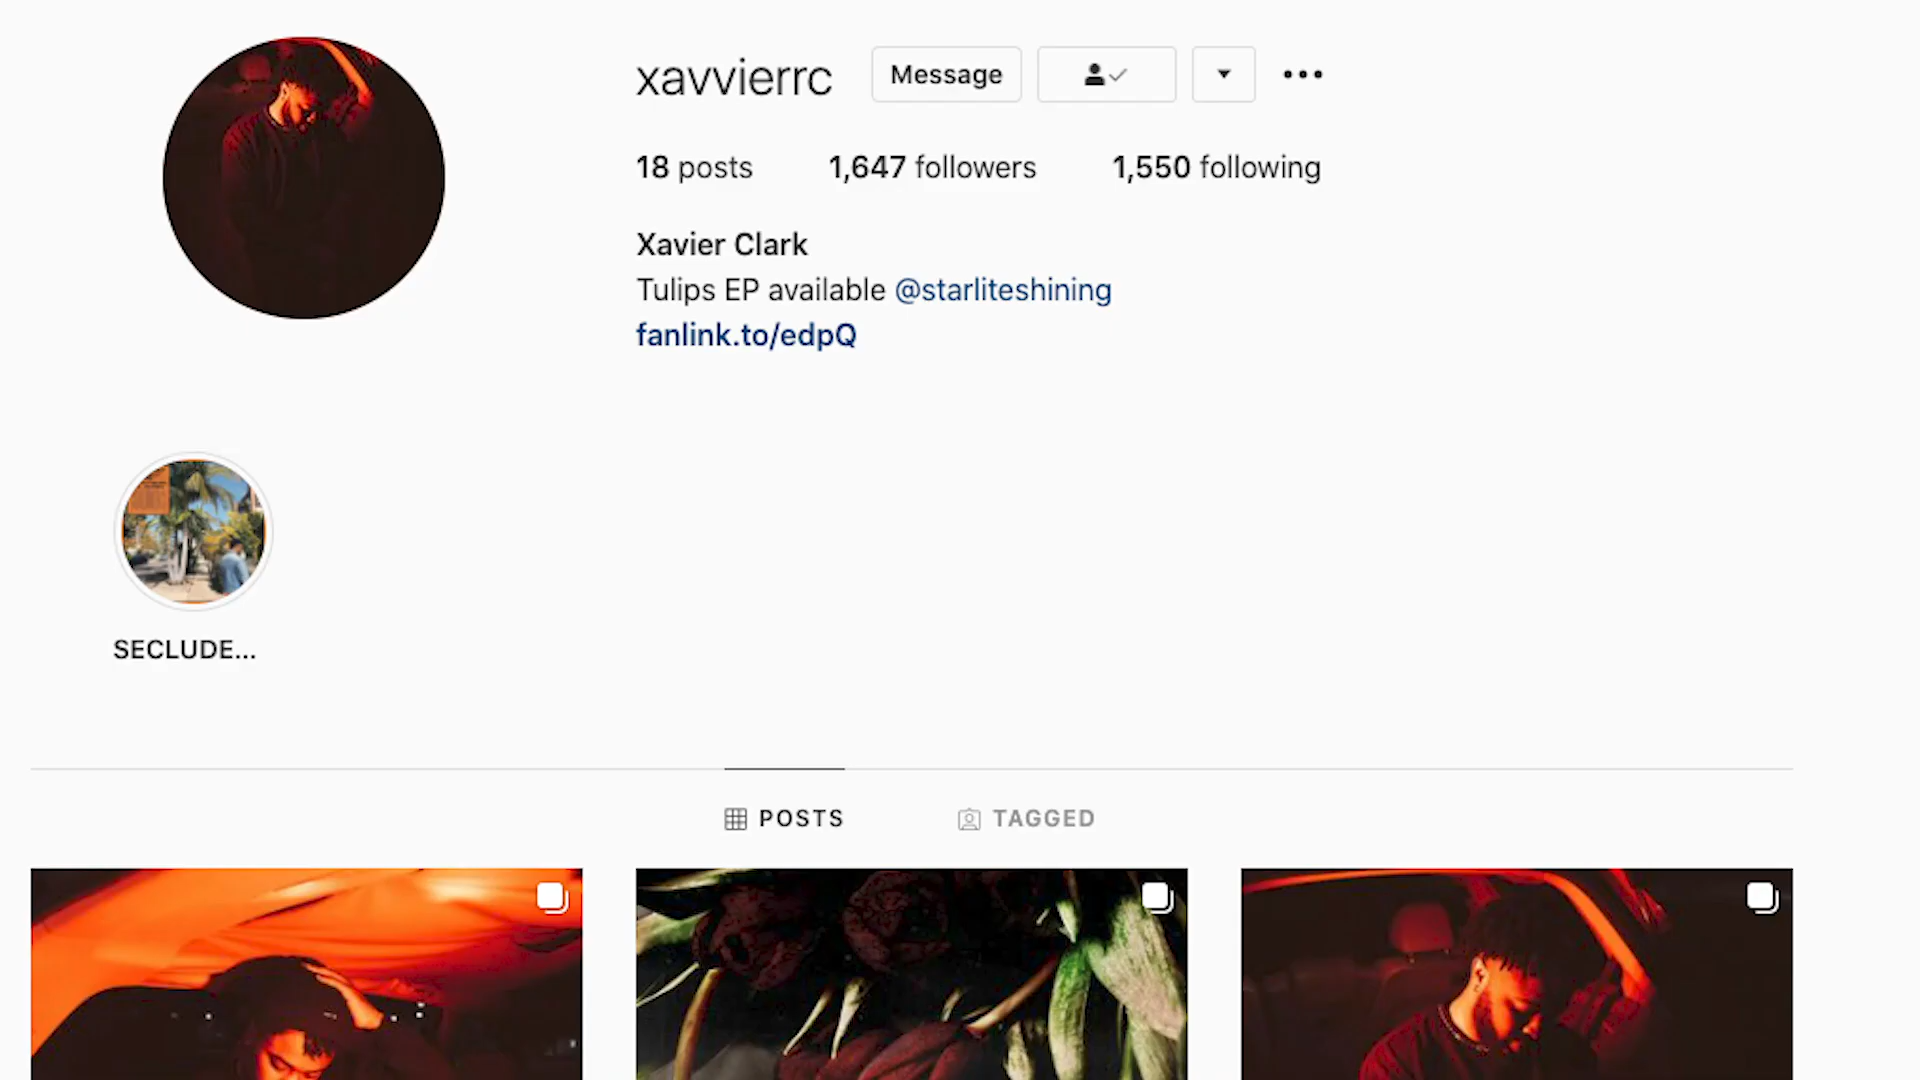 xavvierrc Message
18 posts 1,647 followers 1,550 following
Xavier Clark
Tulips EP available @starliteshining
fanlink.to/edpQ
SECLUDE...
POSTS TAGGED